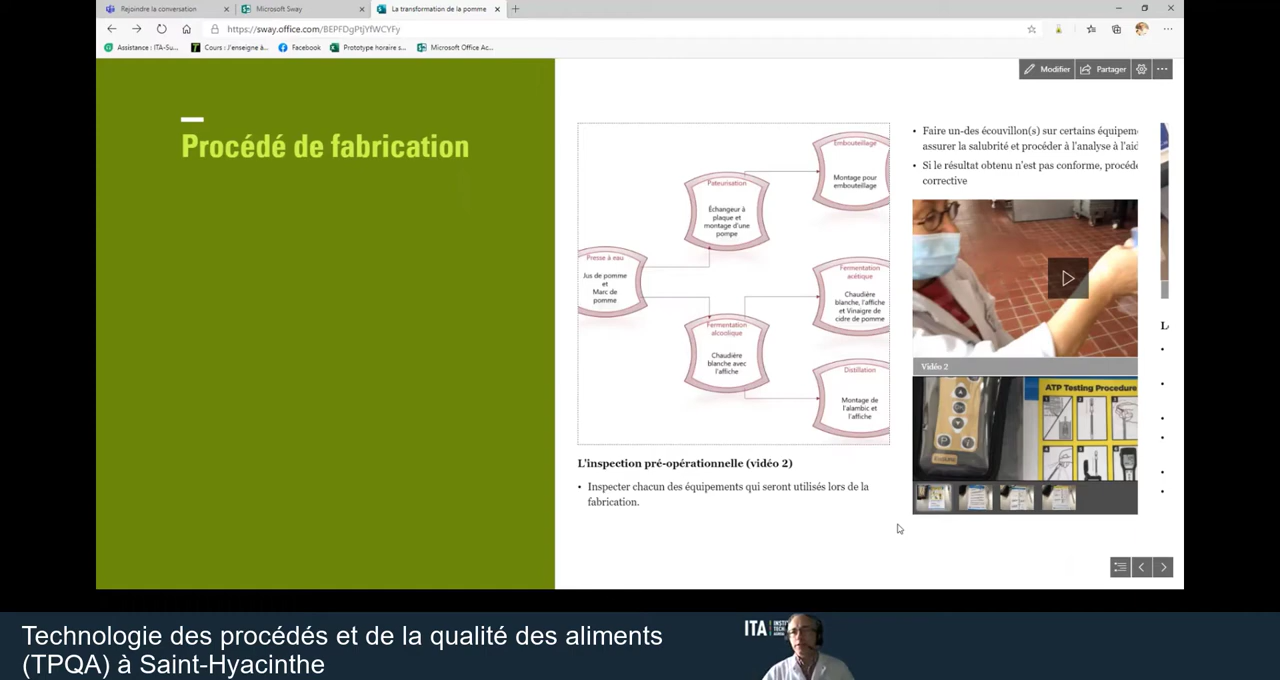 Rejoindre la conversation
Microsoft Sway
La transformation de la pomme
https://sway.office.com/BEPFDgPtjYfWCYFy
Assistance : ITA-Su...
Cours : J'enseigne à...
Facebook
Prototype horaire s...
Microsoft Office Ac...
Modifier
Partager
Procédé de fabrication
Embouteillage
Montage pour
embouteillage
Pateurisation
Échangeur à
plaque et
montage d'une
pompe
Presse à eau
Jus de pomme
et
Marc de
pomme
Fermentation
acétique
Chaudière
blanche, l'affiche
et Vinaigre de
cidre de pomme
Fermentation
alcoolique
Chaudière
blanche avec
l'affiche
Distillation
Montage de
l'alambic et
l'affiche
L'inspection pré-opérationnelle (vidéo 2)
• Inspecter chacun des équipements qui seront utilisés lors de la
fabrication.
• Faire un-des écouvillon(s) sur certains équipem
assurer la salubrité et procéder à l'analyse à l'aid
• Si le résultat obtenu n'est pas conforme, procéde
corrective
Vidéo 2
ATP Testing Procedure
Technologie des procédés et de la qualité des aliments
(TPQA) à Saint-Hyacinthe
ITA